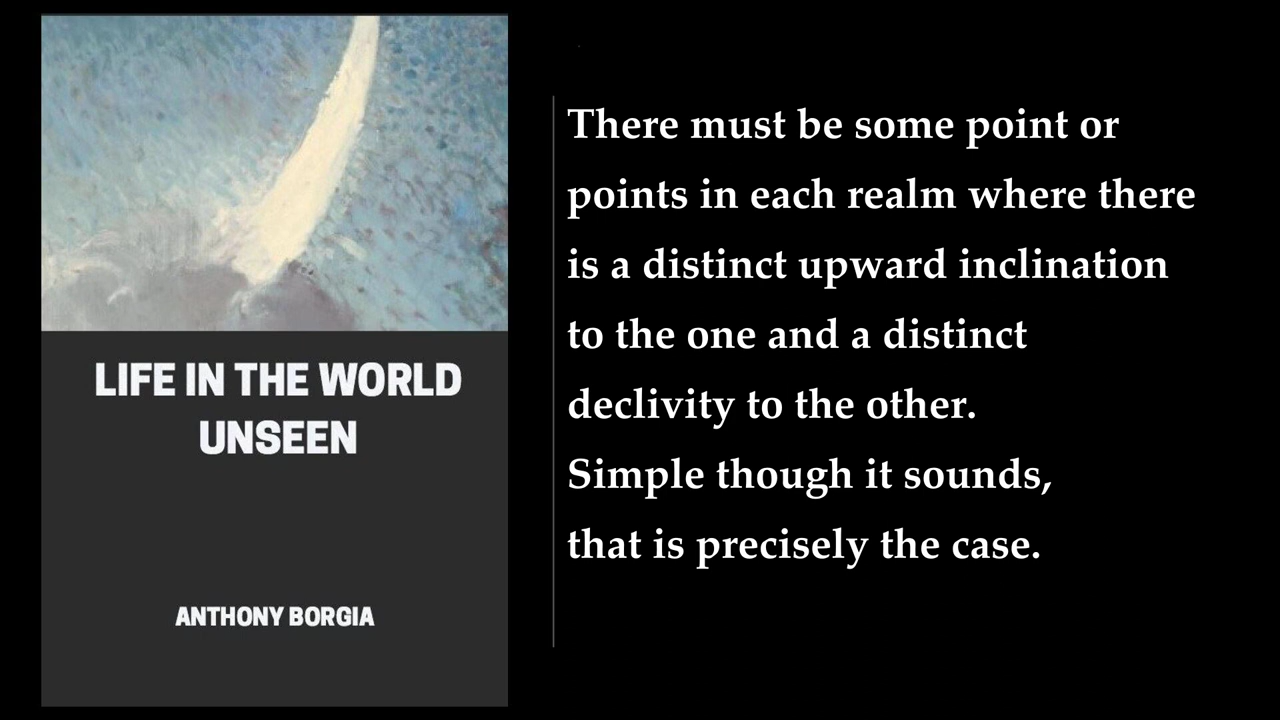 LIFE IN THE WORLD
UNSEEN
ANTHONY BORGIA
There must be some point or
points in each realm where there
is a distinct upward inclination
to the one and a distinct
declivity to the other.
Simple though it sounds,
that is precisely the case.